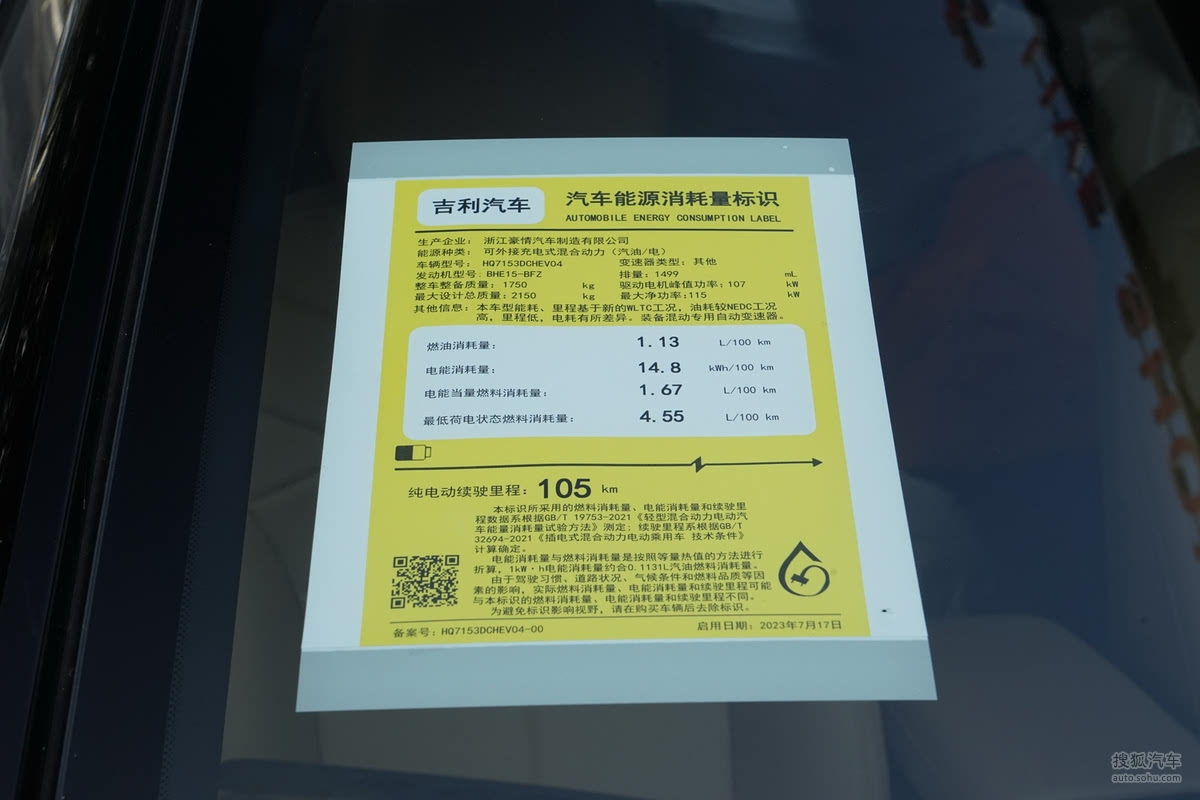 吉利汽车
汽车能源消耗量标识
AUTOMOBILE ENERGY CONSUMPTION LABEL
生产企业： 浙江豪情汽车制造有限公司
能源种类： 可外接充电式混合动力（汽油/电）
车辆型号： HQ7153DCHEV04 变速器类型：其他
发动机型号：BHE15-BFZ 排量：1499 mL
整车整备质量：1750 kg 驱动电机峰值功率：107 kW
最大设计总质量：2150 kg 最大净功率：115 kW
其他信息：本车型能耗、里程基于新的WLTC工况，油耗较NEDC工况
高，里程低，电耗有所差异。装备混动专用自动变速器。
燃油消耗量： 1.13 L/100 km
电能消耗量： 14.8 kWh/100 km
电能当量燃料消耗量： 1.67 L/100 km
最低荷电状态燃料消耗量： 4.55 L/100 km
纯电动续驶里程：105 km
本标识所采用的燃料消耗量、电能消耗量和续驶里
程数据系根据GB/T 19753-2021《轻型混合动力电动汽
车能量消耗量试验方法》测定；续驶里程系根据GB/T
32694-2021《插电式混合动力电动乘用车 技术条件》
计算确定。
电能消耗量与燃料消耗量是按照等量热值的方法进行
折算，1kW·h电能消耗量约合0.1131L汽油燃料消耗量。
由于驾驶习惯、道路状况、气候条件和燃料品质等因
素的影响，实际燃料消耗量、电能消耗量和续驶里程可能
与本标识的燃料消耗量、电能消耗量和续驶里程不同。
为避免标识影响视野，请在购买车辆后去除标识。
备案号：HQ7153DCHEV04-00 启用日期：2023年7月17日
搜狐汽车
auto.sohu.com